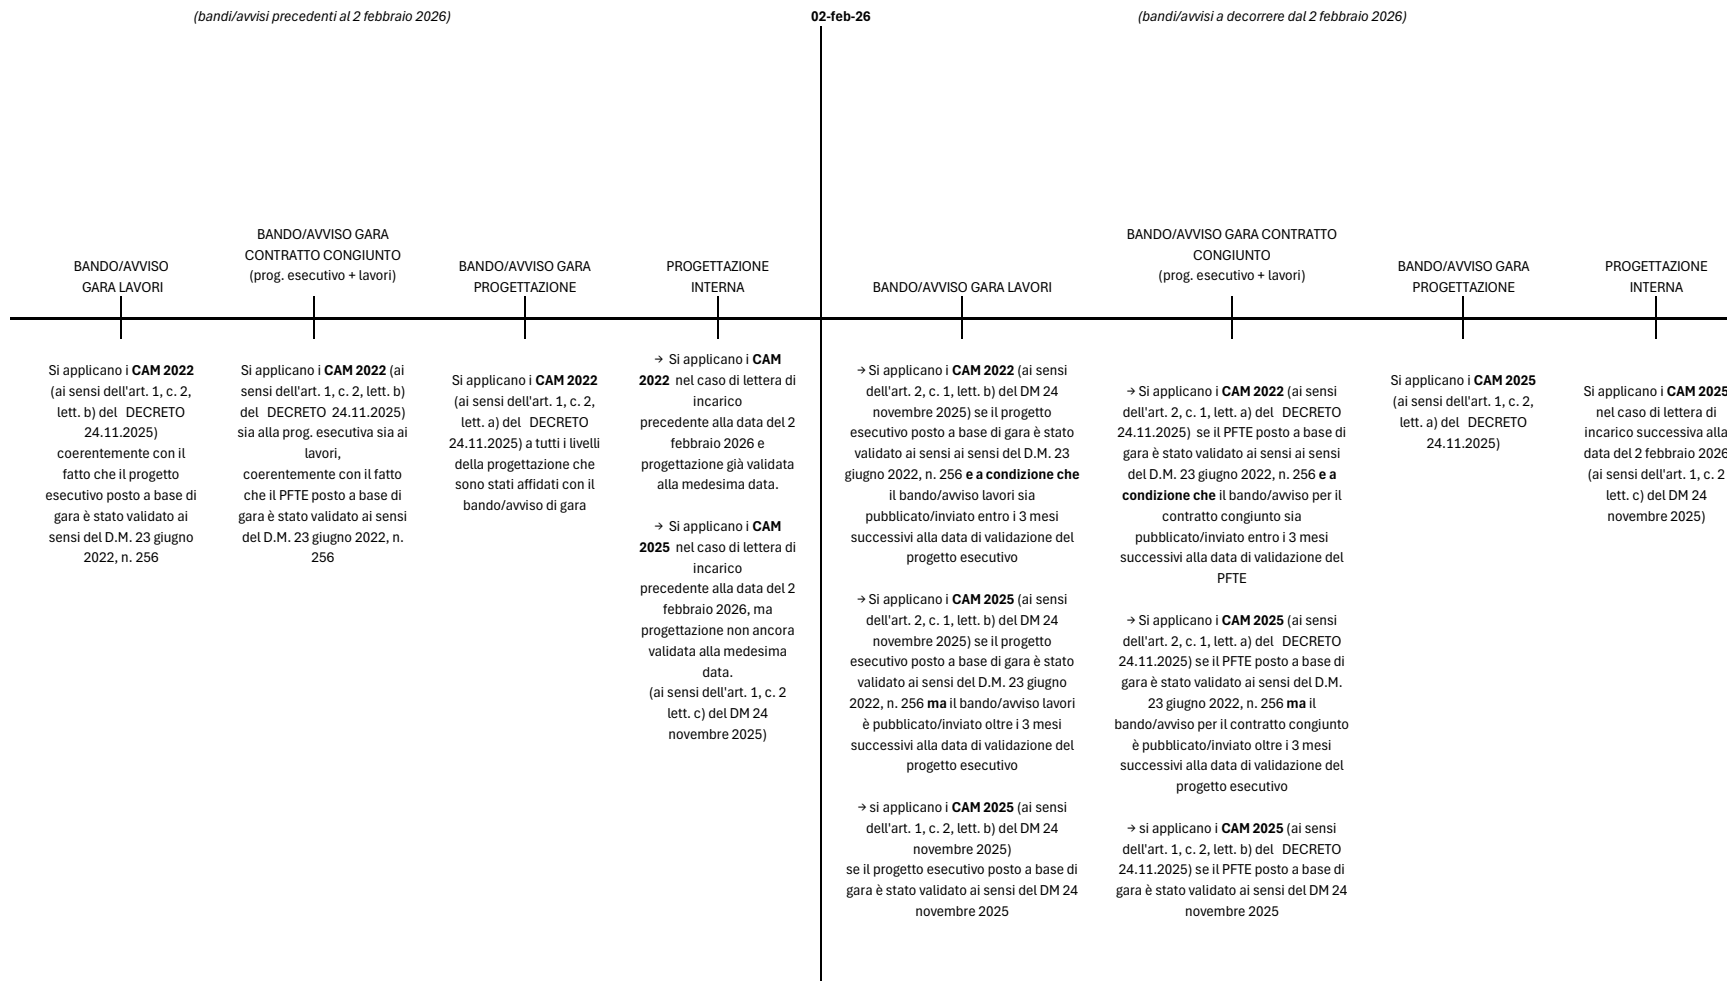 (bandi/avvisi precedenti al 2 febbraio 2026)
02-feb-26
(bandi/avvisi a decorrere dal 2 febbraio 2026)
BANDO/AVVISO
GARA LAVORI
Si applicano i CAM 2022
(ai sensi dell'art. 1, c. 2,
lett. b) del DECRETO
24.11.2025)
coerentemente con il
fatto che il progetto
esecutivo posto a base di
gara è stato validato ai
sensi del D.M. 23 giugno
2022, n. 256
BANDO/AVVISO GARA
CONTRATTO CONGIUNTO
(prog. esecutivo + lavori)
Si applicano i CAM 2022 (ai
sensi dell'art. 1, c. 2, lett. b)
del DECRETO 24.11.2025)
sia alla prog. esecutiva sia ai
lavori,
coerentemente con il fatto
che il PFTE posto a base di
gara è stato validato ai sensi
del D.M. 23 giugno 2022, n.
256
BANDO/AVVISO GARA
PROGETTAZIONE
Si applicano i CAM 2022
(ai sensi dell'art. 1, c. 2,
lett. a) del DECRETO
24.11.2025) a tutti i livelli
della progettazione che
sono stati affidati con il
bando/avviso di gara
PROGETTAZIONE
INTERNA
→ Si applicano i CAM
2022 nel caso di lettera di
incarico
precedente alla data del 2
febbraio 2026 e
progettazione già validata
alla medesima data.
→ Si applicano i CAM
2025 nel caso di lettera di
incarico
precedente alla data del 2
febbraio 2026, ma
progettazione non ancora
validata alla medesima
data.
(ai sensi dell'art. 1, c. 2
lett. c) del DM 24
novembre 2025)
BANDO/AVVISO GARA LAVORI
→ Si applicano i CAM 2022 (ai sensi
dell'art. 2, c. 1, lett. b) del DM 24
novembre 2025) se il progetto
esecutivo posto a base di gara è stato
validato ai sensi ai sensi del D.M. 23
giugno 2022, n. 256 e a condizione che
il bando/avviso lavori sia
pubblicato/inviato entro i 3 mesi
successivi alla data di validazione del
progetto esecutivo
→ Si applicano i CAM 2025 (ai sensi
dell'art. 2, c. 1, lett. b) del DM 24
novembre 2025) se il progetto
esecutivo posto a base di gara è stato
validato ai sensi del D.M. 23 giugno
2022, n. 256 ma il bando/avviso lavori
è pubblicato/inviato oltre i 3 mesi
successivi alla data di validazione del
progetto esecutivo
→ si applicano i CAM 2025 (ai sensi
dell'art. 1, c. 2, lett. b) del DM 24
novembre 2025)
se il progetto esecutivo posto a base di
gara è stato validato ai sensi del DM 24
novembre 2025
BANDO/AVVISO GARA CONTRATTO
CONGIUNTO
(prog. esecutivo + lavori)
→ Si applicano i CAM 2022 (ai sensi
dell'art. 2, c. 1, lett. a) del DECRETO
24.11.2025) se il PFTE posto a base di
gara è stato validato ai sensi ai sensi
del D.M. 23 giugno 2022, n. 256 e a
condizione che il bando/avviso per il
contratto congiunto sia
pubblicato/inviato entro i 3 mesi
successivi alla data di validazione del
PFTE
→ Si applicano i CAM 2025 (ai sensi
dell'art. 2, c. 1, lett. a) del DECRETO
24.11.2025) se il PFTE posto a base di
gara è stato validato ai sensi del D.M.
23 giugno 2022, n. 256 ma il
bando/avviso per il contratto congiunto
è pubblicato/inviato oltre i 3 mesi
successivi alla data di validazione del
progetto esecutivo
→ si applicano i CAM 2025 (ai sensi
dell'art. 1, c. 2, lett. b) del DECRETO
24.11.2025) se il PFTE posto a base di
gara è stato validato ai sensi del DM 24
novembre 2025
BANDO/AVVISO GARA
PROGETTAZIONE
Si applicano i CAM 2025
(ai sensi dell'art. 1, c. 2,
lett. a) del DECRETO
24.11.2025)
PROGETTAZIONE
INTERNA
Si applicano i CAM 2025
nel caso di lettera di
incarico successiva alla
data del 2 febbraio 2026
(ai sensi dell'art. 1, c. 2
lett. c) del DM 24
novembre 2025)